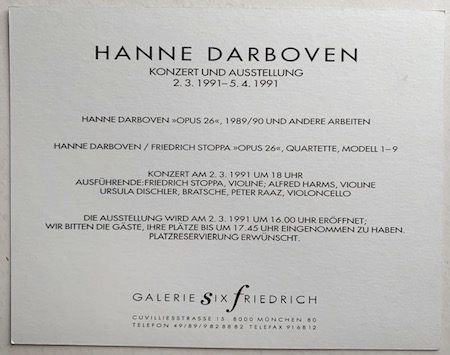 HANNE DARBOVEN
KONZERT UND AUSSTELLUNG
2. 3. 1991–5. 4. 1991
HANNE DARBOVEN »OPUS 26«, 1989/90 UND ANDERE ARBEITEN
HANNE DARBOVEN / FRIEDRICH STOPPA »OPUS 26«, QUARTETTE, MODELL 1–9
KONZERT AM 2. 3. 1991 UM 18 UHR
AUSFÜHRENDE: FRIEDRICH STOPPA, VIOLINE; ALFRED HARMS, VIOLINE
URSULA DISCHLER, BRATSCHE, PETER RAAZ, VIOLONCELLO
DIE AUSSTELLUNG WIRD AM 2. 3. 1991 UM 16.00 UHR ERÖFFNET;
WIR BITTEN DIE GÄSTE, IHRE PLÄTZE BIS UM 17.45 UHR EINGENOMMEN ZU HABEN.
PLATZRESERVIERUNG ERWÜNSCHT.
GALERIE SIX FRIEDRICH
CUVILLIESSTRASSE 15 8000 MÜNCHEN 80
TELEFON 49/89/982 88 82 TELEFAX 91 68 12